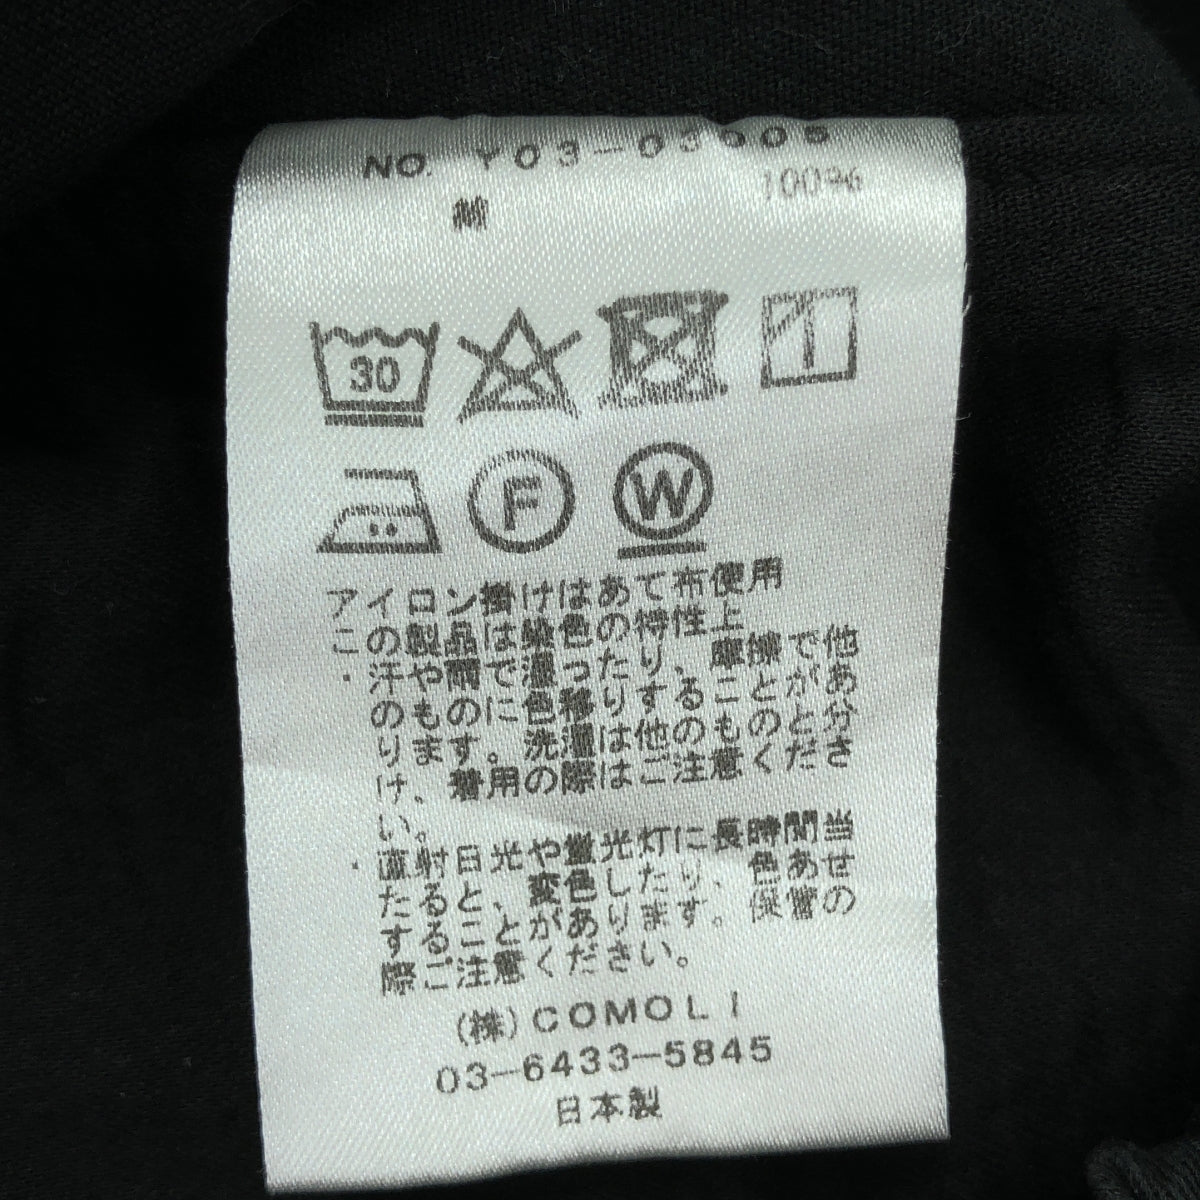 NO. Y03-03005
綿 100%
30
F W
アイロン掛けはあて布使用
この製品は染色の特性上
・汗や雨で湿ったり、摩擦で他
のものに色移りすることがあ
ります。洗濯は他のものと分
け、着用の際はご注意くださ
い。
・直射日光や蛍光灯に長時間当
たると、変色したり、色あせ
することがあります。保管の
際ご注意ください。
(株)COMOLI
03-6433-5845
日本製